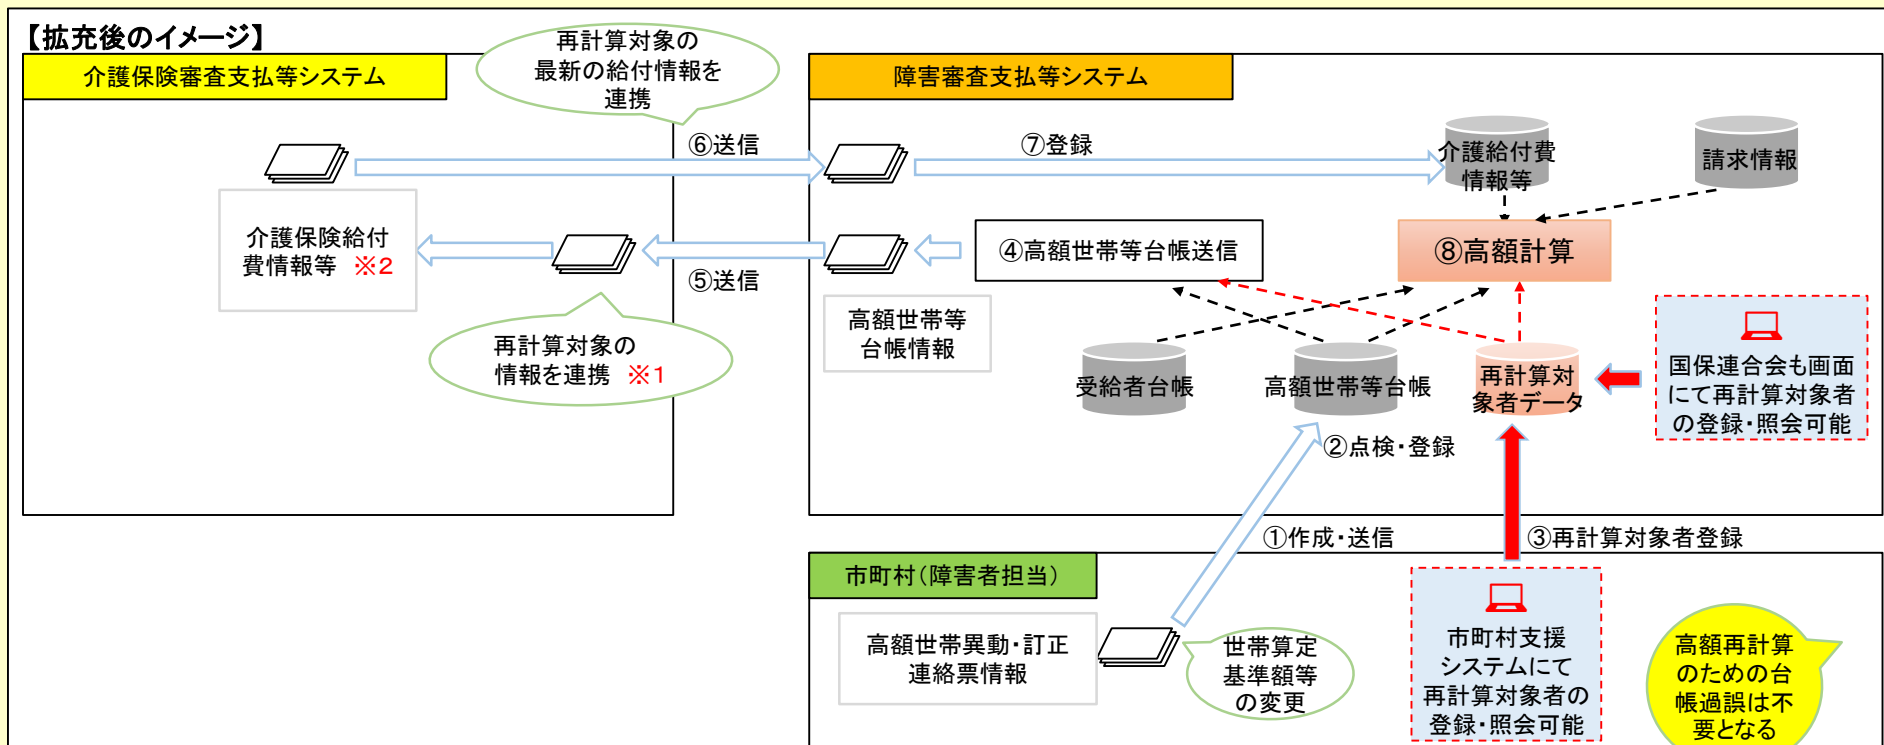 【拡充後のイメージ】
介護保険審査支払等システム
再計算対象の
最新の給付情報を
連携
障害審査支払等システム
⑥送信
⑦登録
介護給付費
情報等
請求情報
介護保険給付
費情報等 ※2
⑤送信
④高額世帯等台帳送信
⑧高額計算
高額世帯等
台帳情報
再計算対象の
情報を連携 ※1
受給者台帳
高額世帯等台帳
再計算対
象者データ
国保連合会も画面
にて再計算対象者
の登録・照会可能
②点検・登録
①作成・送信
③再計算対象者登録
市町村(障害者担当)
高額世帯異動・訂正
連絡票情報
世帯算定
基準額等
の変更
市町村支援
システムにて
再計算対象者の
登録・照会可能
高額再計算
のための台
帳過誤は不
要となる